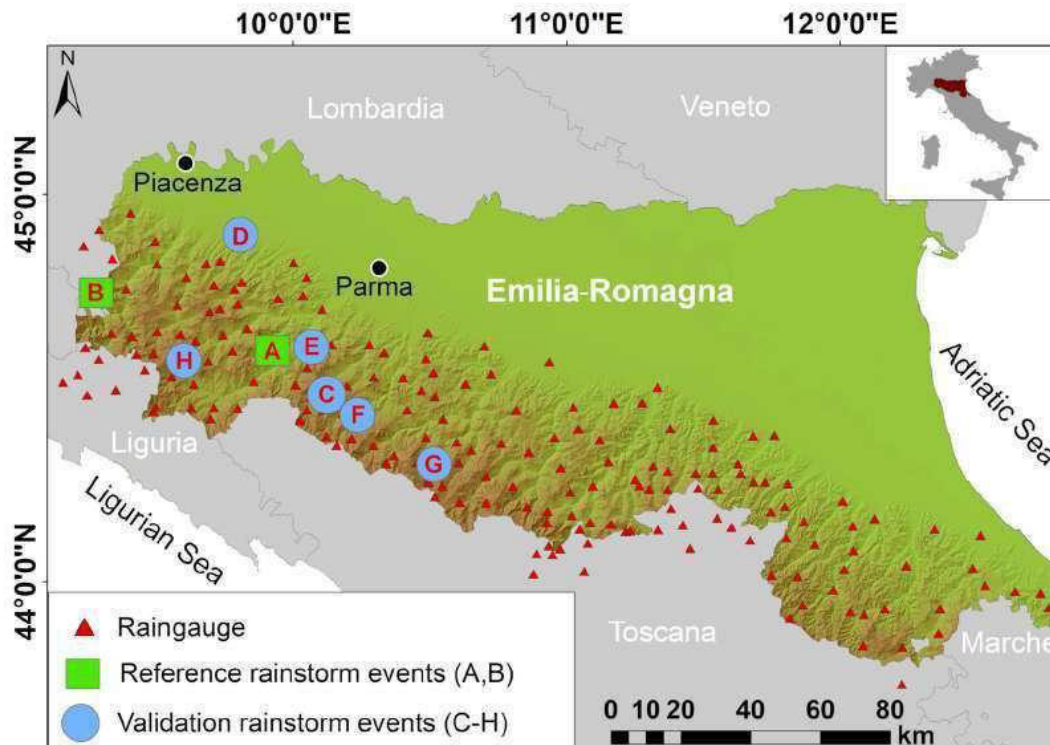 10°0'0"E 11°0'0"E 12°0'0"E
N
Lombardia
Veneto
45°0'0"N
Piacenza
D
B
Parma
Emilia-Romagna
A
E
H
C
F
Adriatic Sea
Liguria
G
Ligurian Sea
44°0'0"N
Raingauge
Toscana
Marche
Reference rainstorm events (A,B)
Validation rainstorm events (C-H)
0 10 20 40 60 80
km